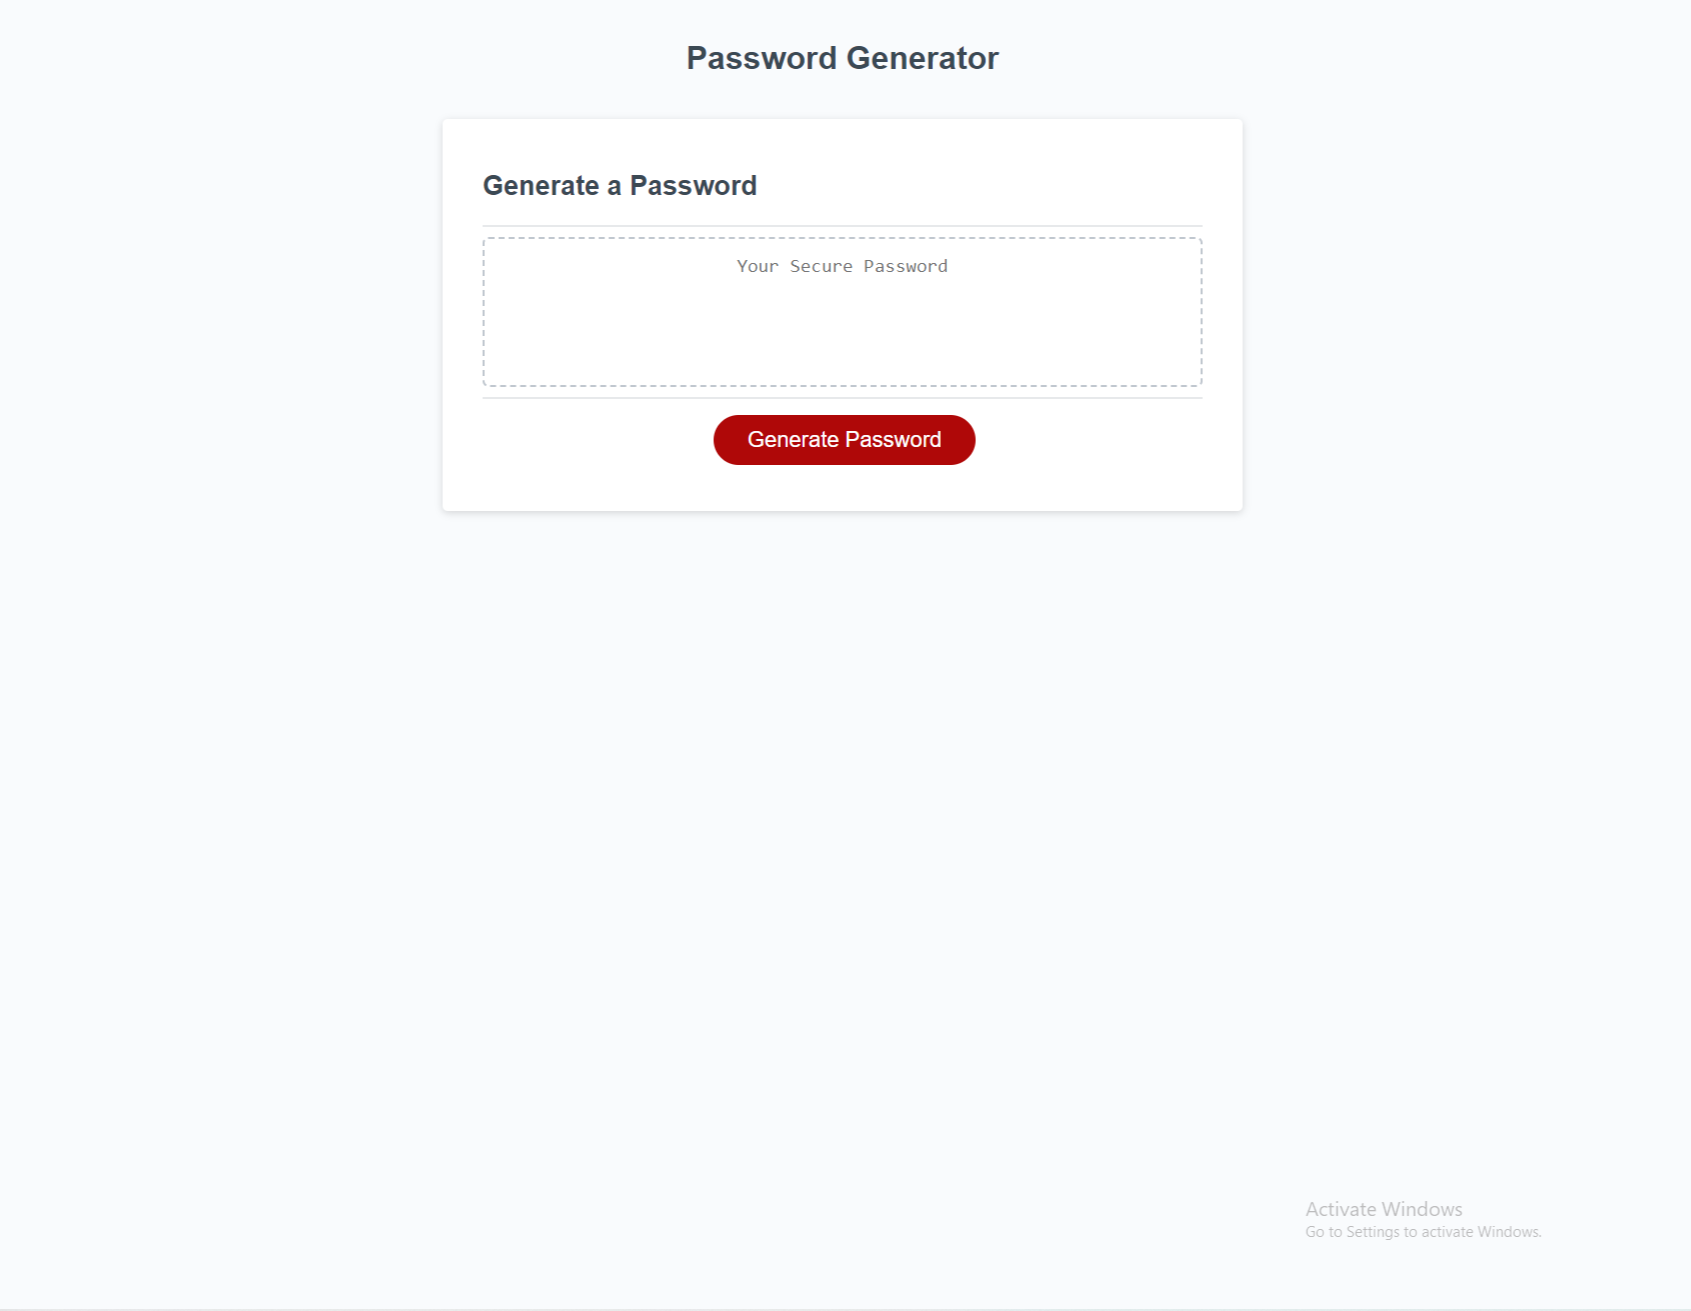 Password Generator
Generate a Password
Your Secure Password
Generate Password
Activate Windows
Go to Settings to activate Windows.